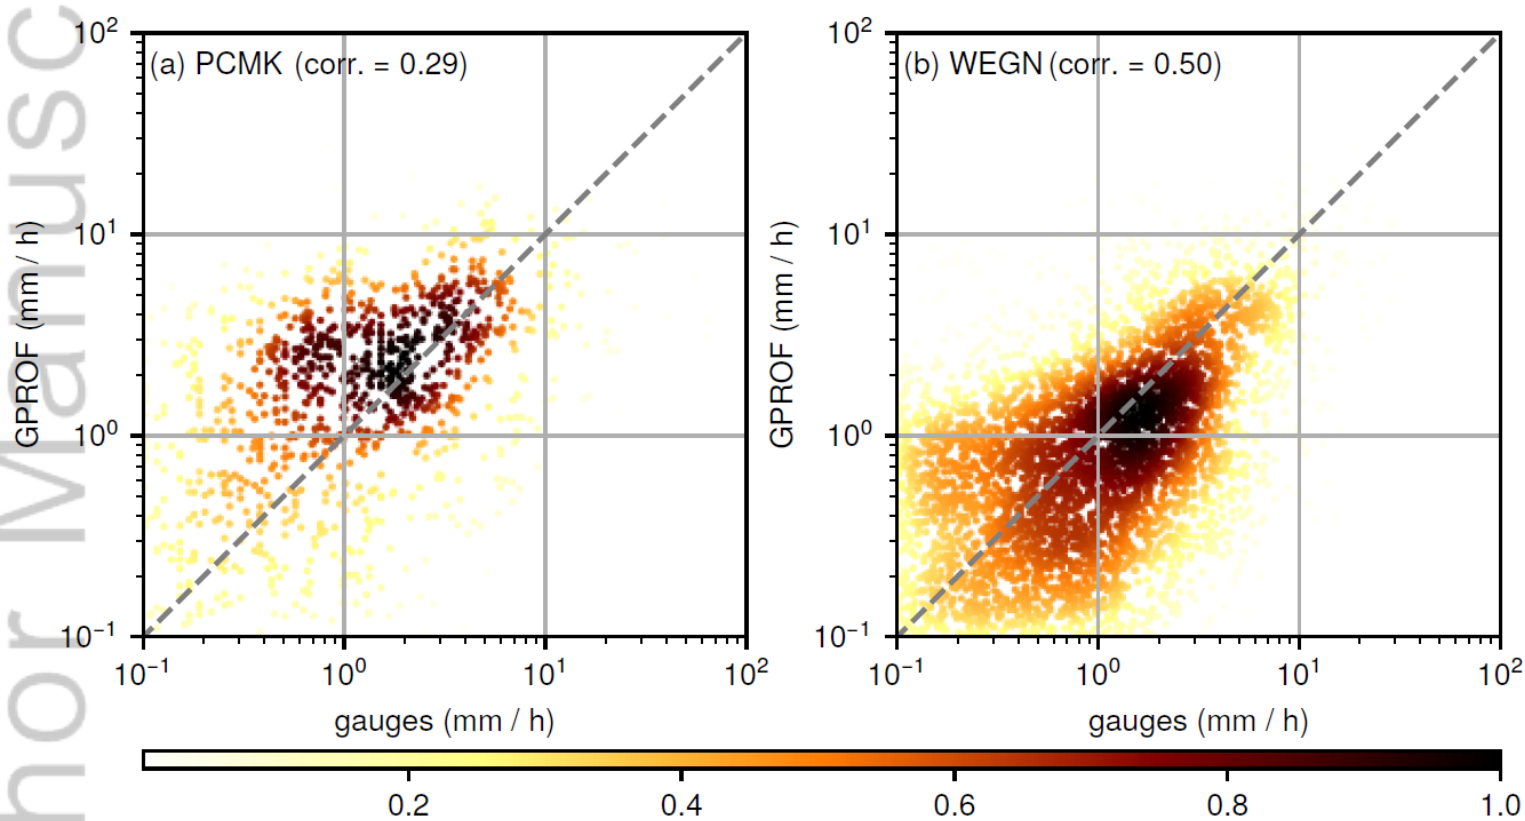 hor Manusc
10² (a) PCMK (corr. = 0.29)
10¹
10⁰
10⁻¹
GPROF (mm / h)
10⁻¹ 10⁰ 10¹ 10²
gauges (mm / h)
10² (b) WEGN (corr. = 0.50)
10¹
10⁰
10⁻¹
GPROF (mm / h)
10⁻¹ 10⁰ 10¹ 10²
gauges (mm / h)
0.2 0.4 0.6 0.8 1.0